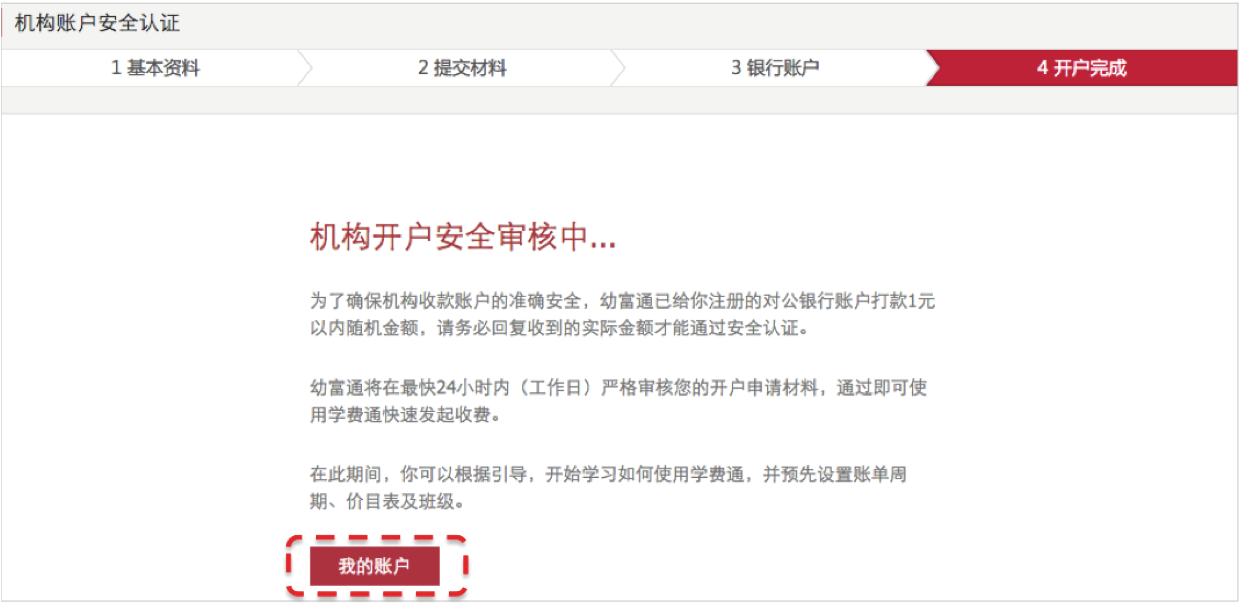 机构账户安全认证
1 基本资料
2 提交材料
3 银行账户
4 开户完成
机构开户安全审核中...
为了确保机构收款账户的准确安全，幼富通已给你注册的对公银行账户打款1元
以内随机金额，请务必回复收到的实际金额才能通过安全认证。
幼富通将在最快24小时内（工作日）严格审核您的开户申请材料，通过即可使
用学费通快速发起收费。
在此期间，你可以根据引导，开始学习如何使用学费通，并预先设置账单周
期、价目表及班级。
我的账户